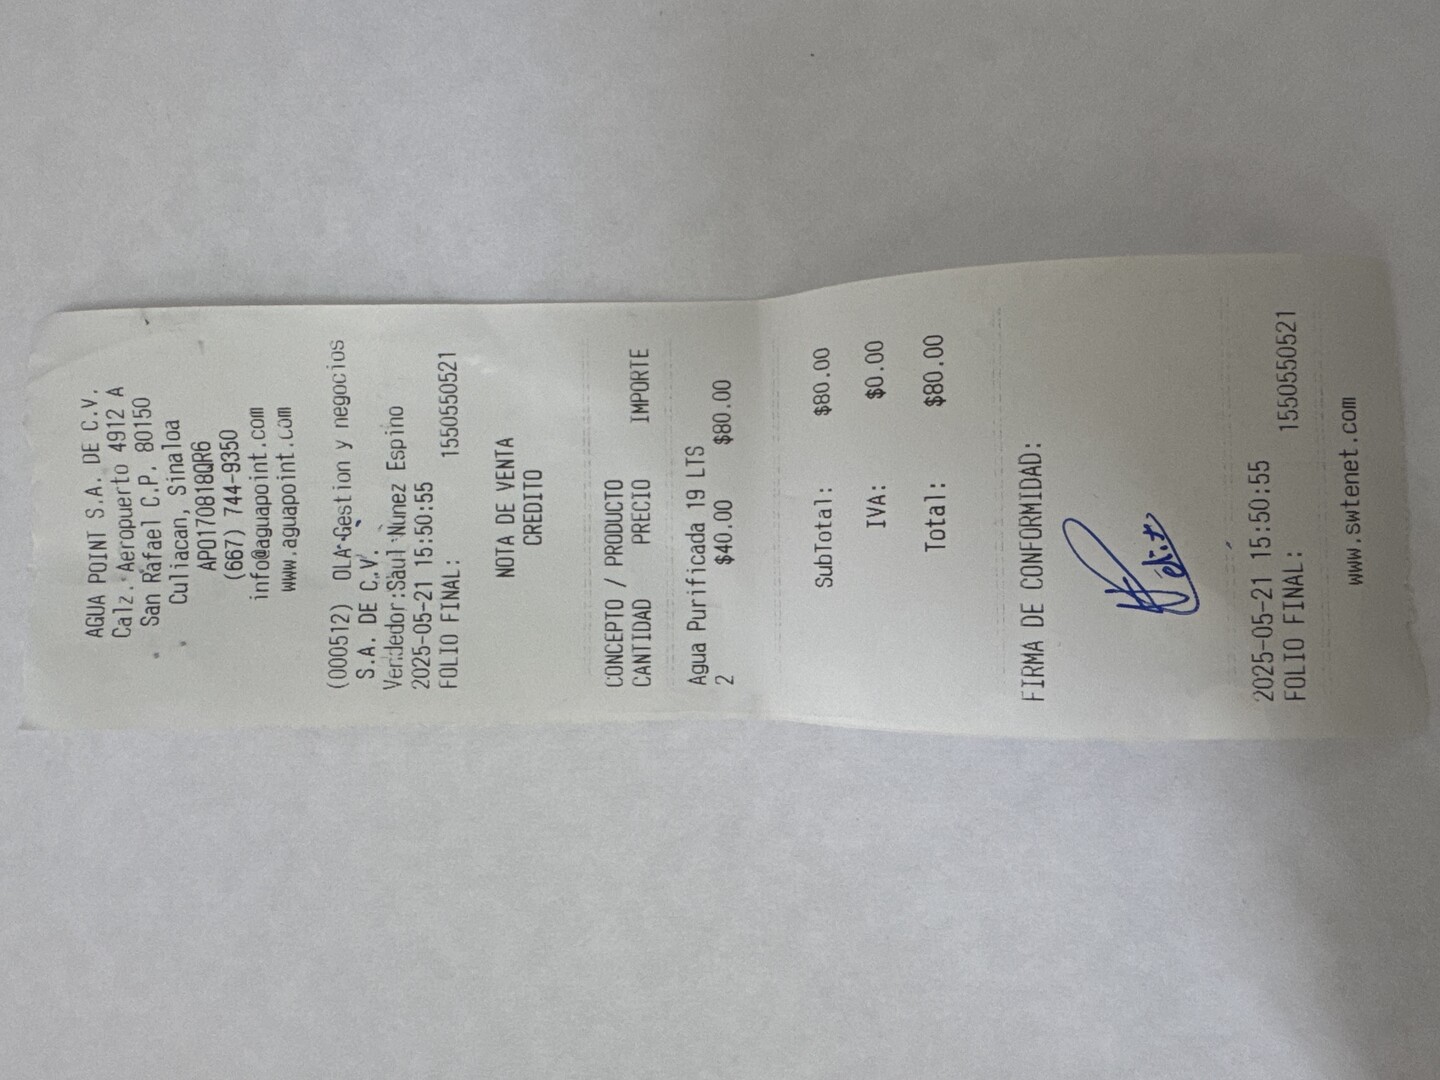 AGUA POINT S.A. DE C.V.
Calz. Aeropuerto 4912 A
San Rafael C.P. 80150
Culiacan, Sinaloa
APO170818QR6
(667) 744-9350
info@aguapoint.com
www.aguapoint.com
(000512) OLA Gestion y negocios
S.A. DE C.V.
Vendedor:Saul Nunez Espino
2025-05-21 15:50:55
FOLIO FINAL: 1550550521
NOTA DE VENTA
CREDITO
CONCEPTO / PRODUCTO
CANTIDAD PRECIO IMPORTE
Agua Purificada 19 LTS
2 $40.00 $80.00
SubTotal: $80.00
IVA: $0.00
Total: $80.00
FIRMA DE CONFORMIDAD:
2025-05-21 15:50:55
FOLIO FINAL: 1550550521
www.swtenet.com